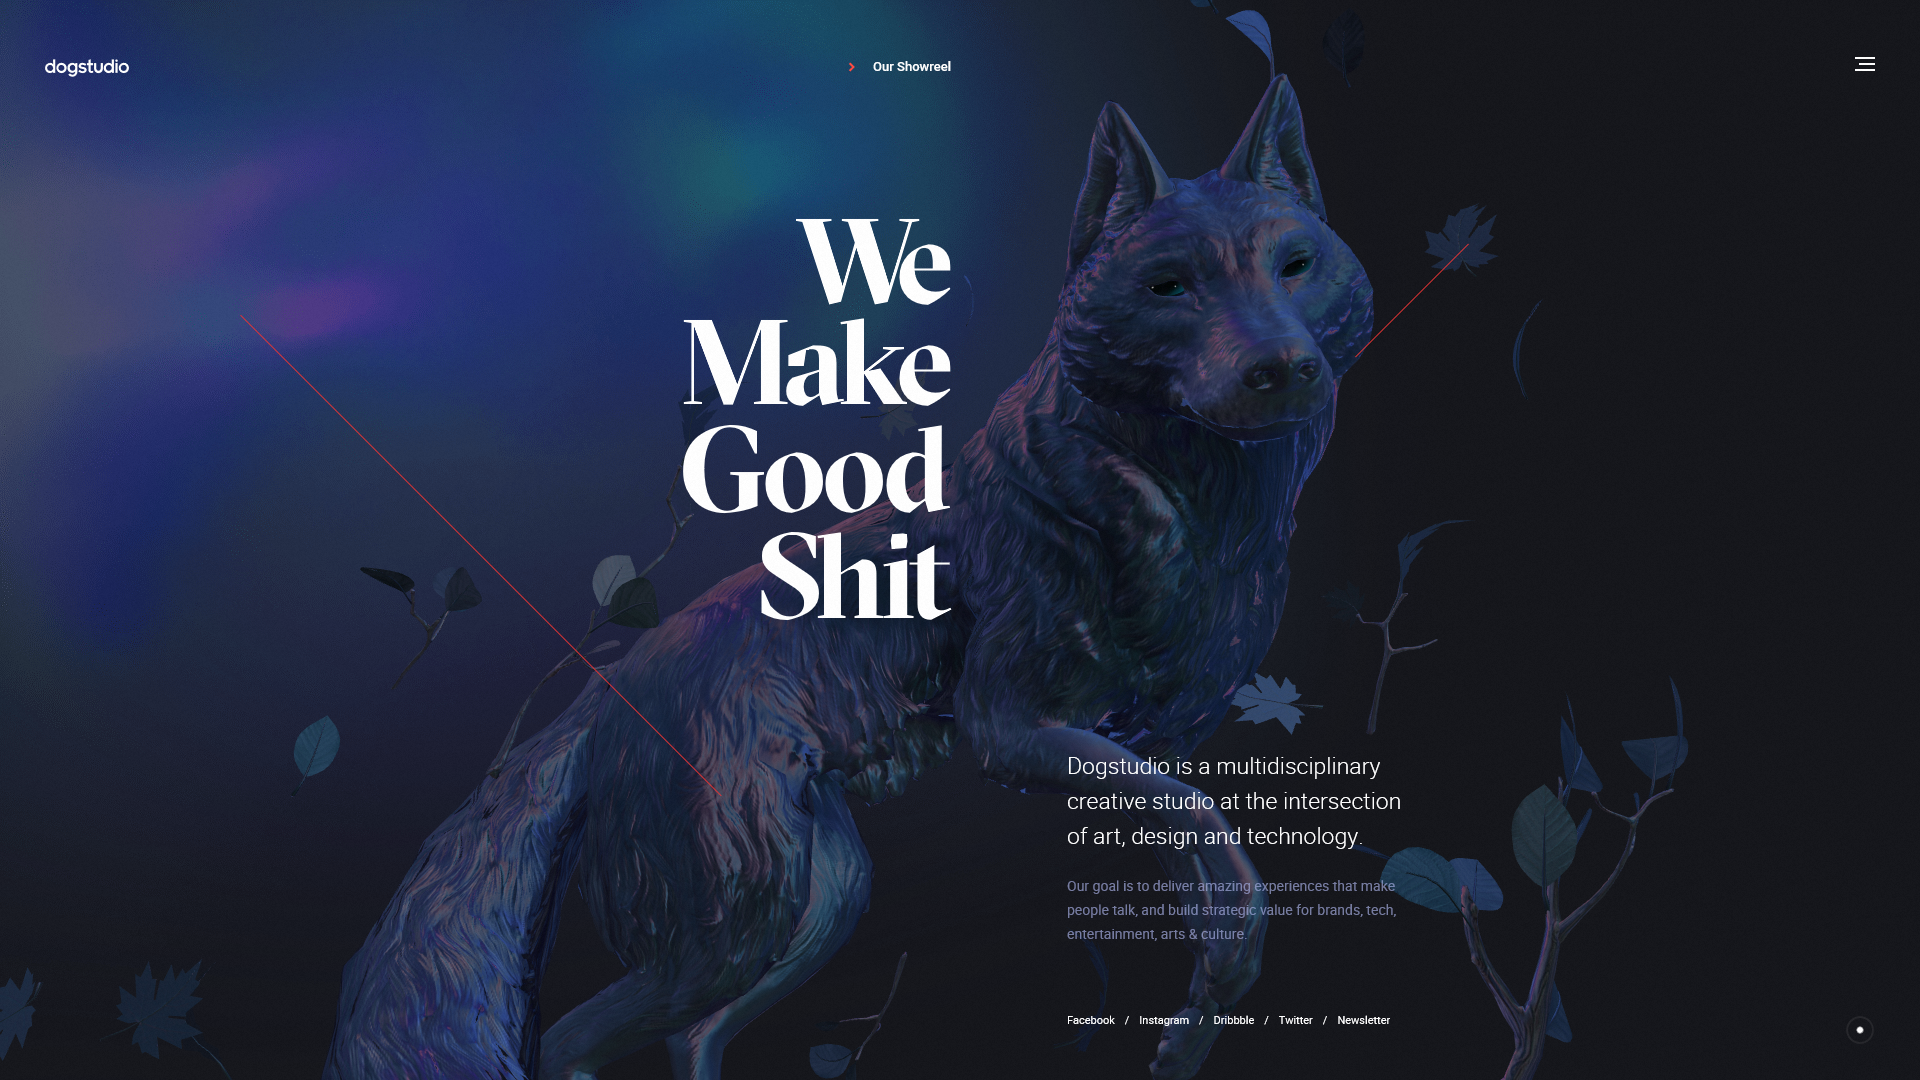 dogstudio
Our Showreel
We
Make
Good
Shit
Dogstudio is a multidisciplinary
creative studio at the intersection
of art, design and technology.
Our goal is to deliver amazing experiences that make
people talk, and build strategic value for brands, tech,
entertainment, arts & culture.
Facebook / Instagram / Dribbble / Twitter / Newsletter